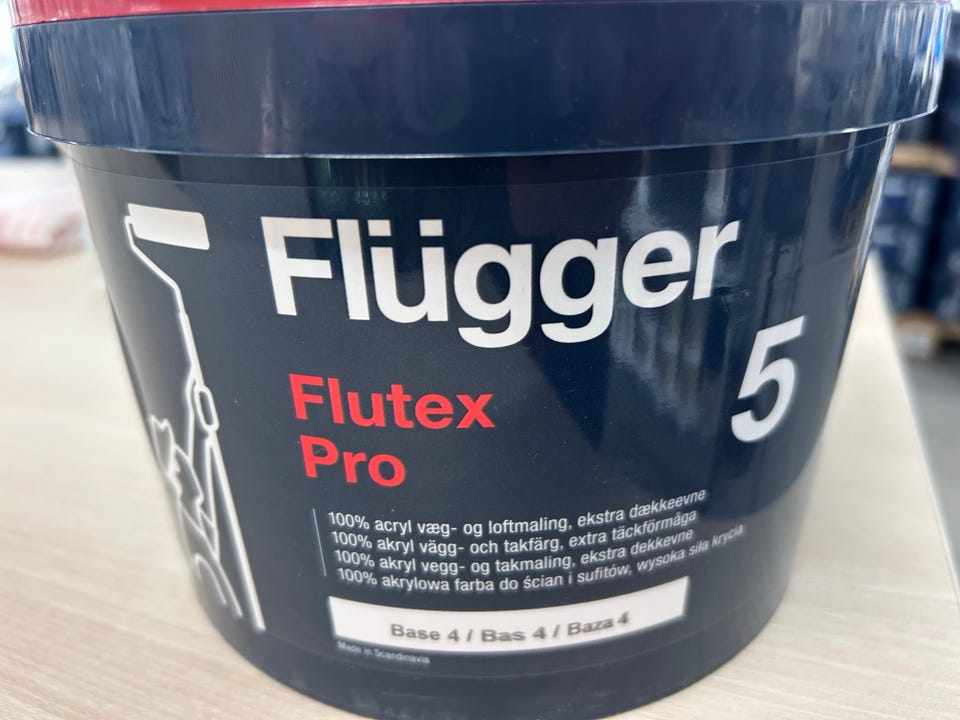 Flügger
5
Flutex
Pro
100% acryl væg- og loftmaling, ekstra dækkeevne
100% akryl vägg- och takfärg, extra täckförmåga
100% akryl vegg- og takmaling, ekstra dekkevne
100% akrylowa farba do ścian i sufitów, wysoka siła krycia
Base 4 / Bas 4 / Baza 4
Made in Scandinavia